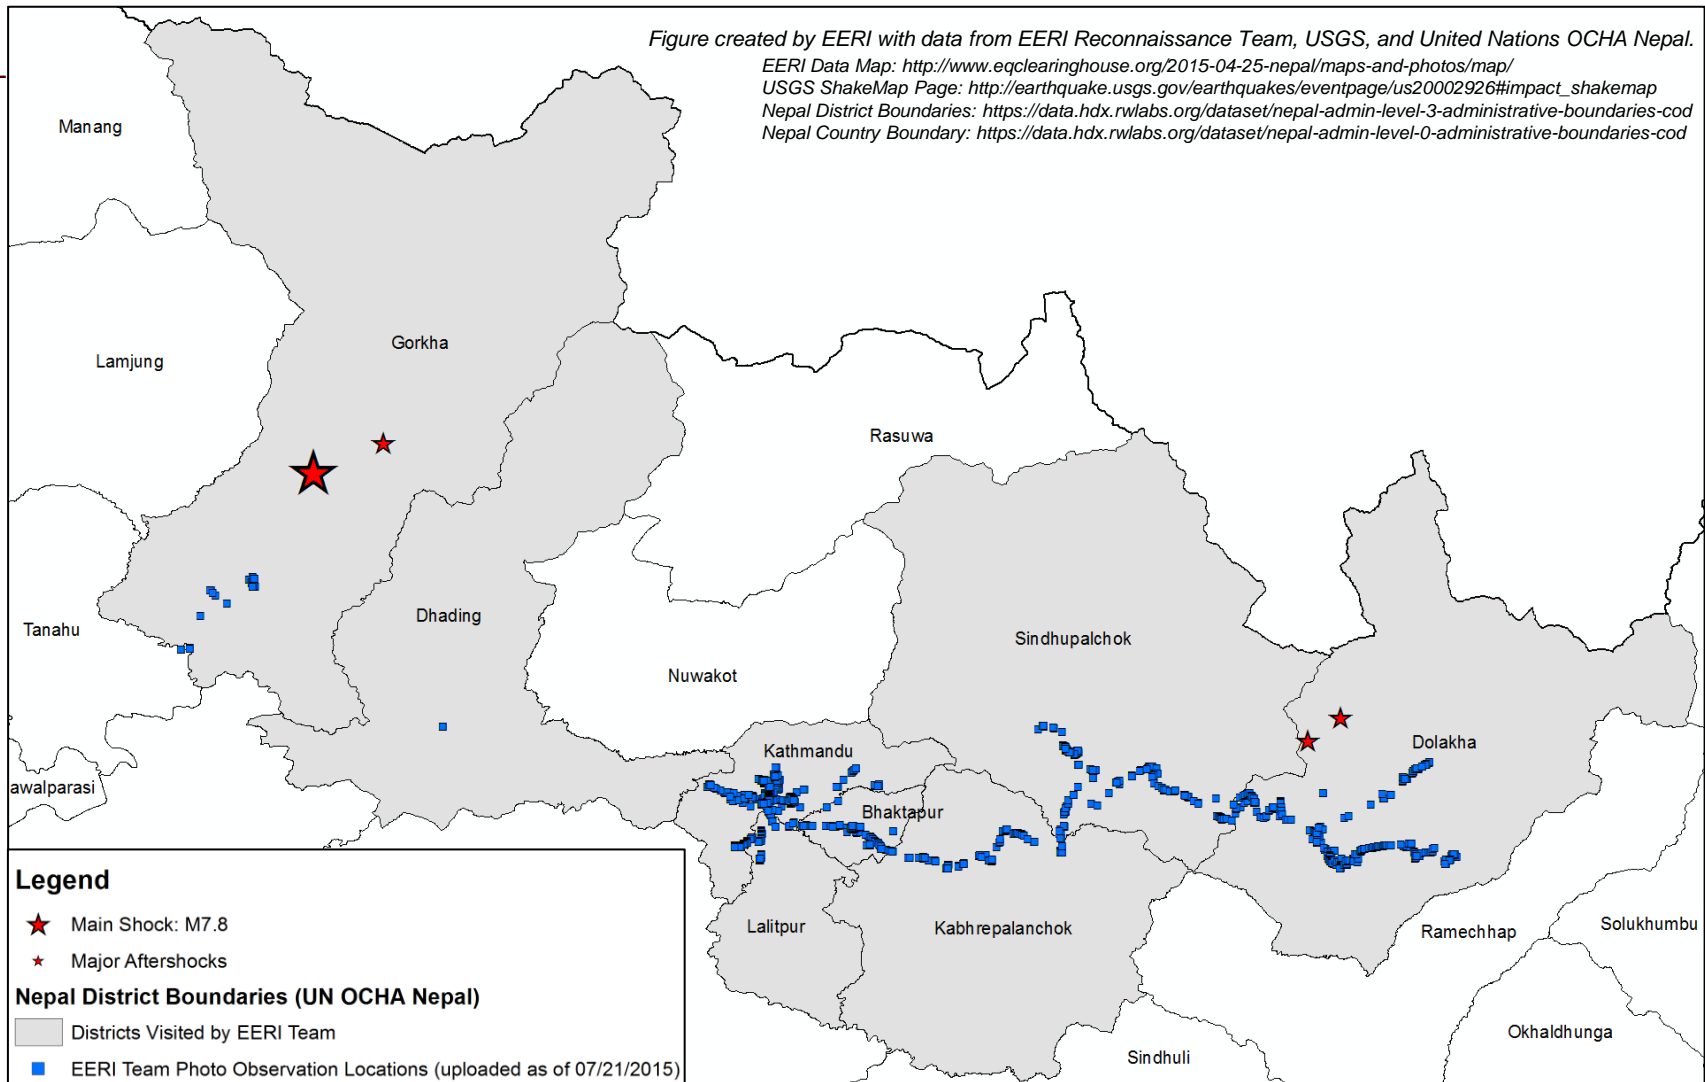 Figure created by EERI with data from EERI Reconnaissance Team, USGS, and United Nations OCHA Nepal.
EERI Data Map: http://www.eqclearinghouse.org/2015-04-25-nepal/maps-and-photos/map/
USGS ShakeMap Page: http://earthquake.usgs.gov/earthquakes/eventpage/us20002926#impact_shakemap
Nepal District Boundaries: https://data.hdx.rwlabs.org/dataset/nepal-admin-level-3-administrative-boundaries-cod
Nepal Country Boundary: https://data.hdx.rwlabs.org/dataset/nepal-admin-level-0-administrative-boundaries-cod
Manang
Gorkha
Lamjung
Rasuwa
Dhading
Tanahu
Sindhupalchok
Nuwakot
Dolakha
Kathmandu
awalparasi
Bhaktapur
Lalitpur
Kabhrepalanchok
Ramechhap
Solukhumbu
Okhaldhunga
Sindhuli
Legend
Main Shock: M7.8
Major Aftershocks
Nepal District Boundaries (UN OCHA Nepal)
Districts Visited by EERI Team
EERI Team Photo Observation Locations (uploaded as of 07/21/2015)